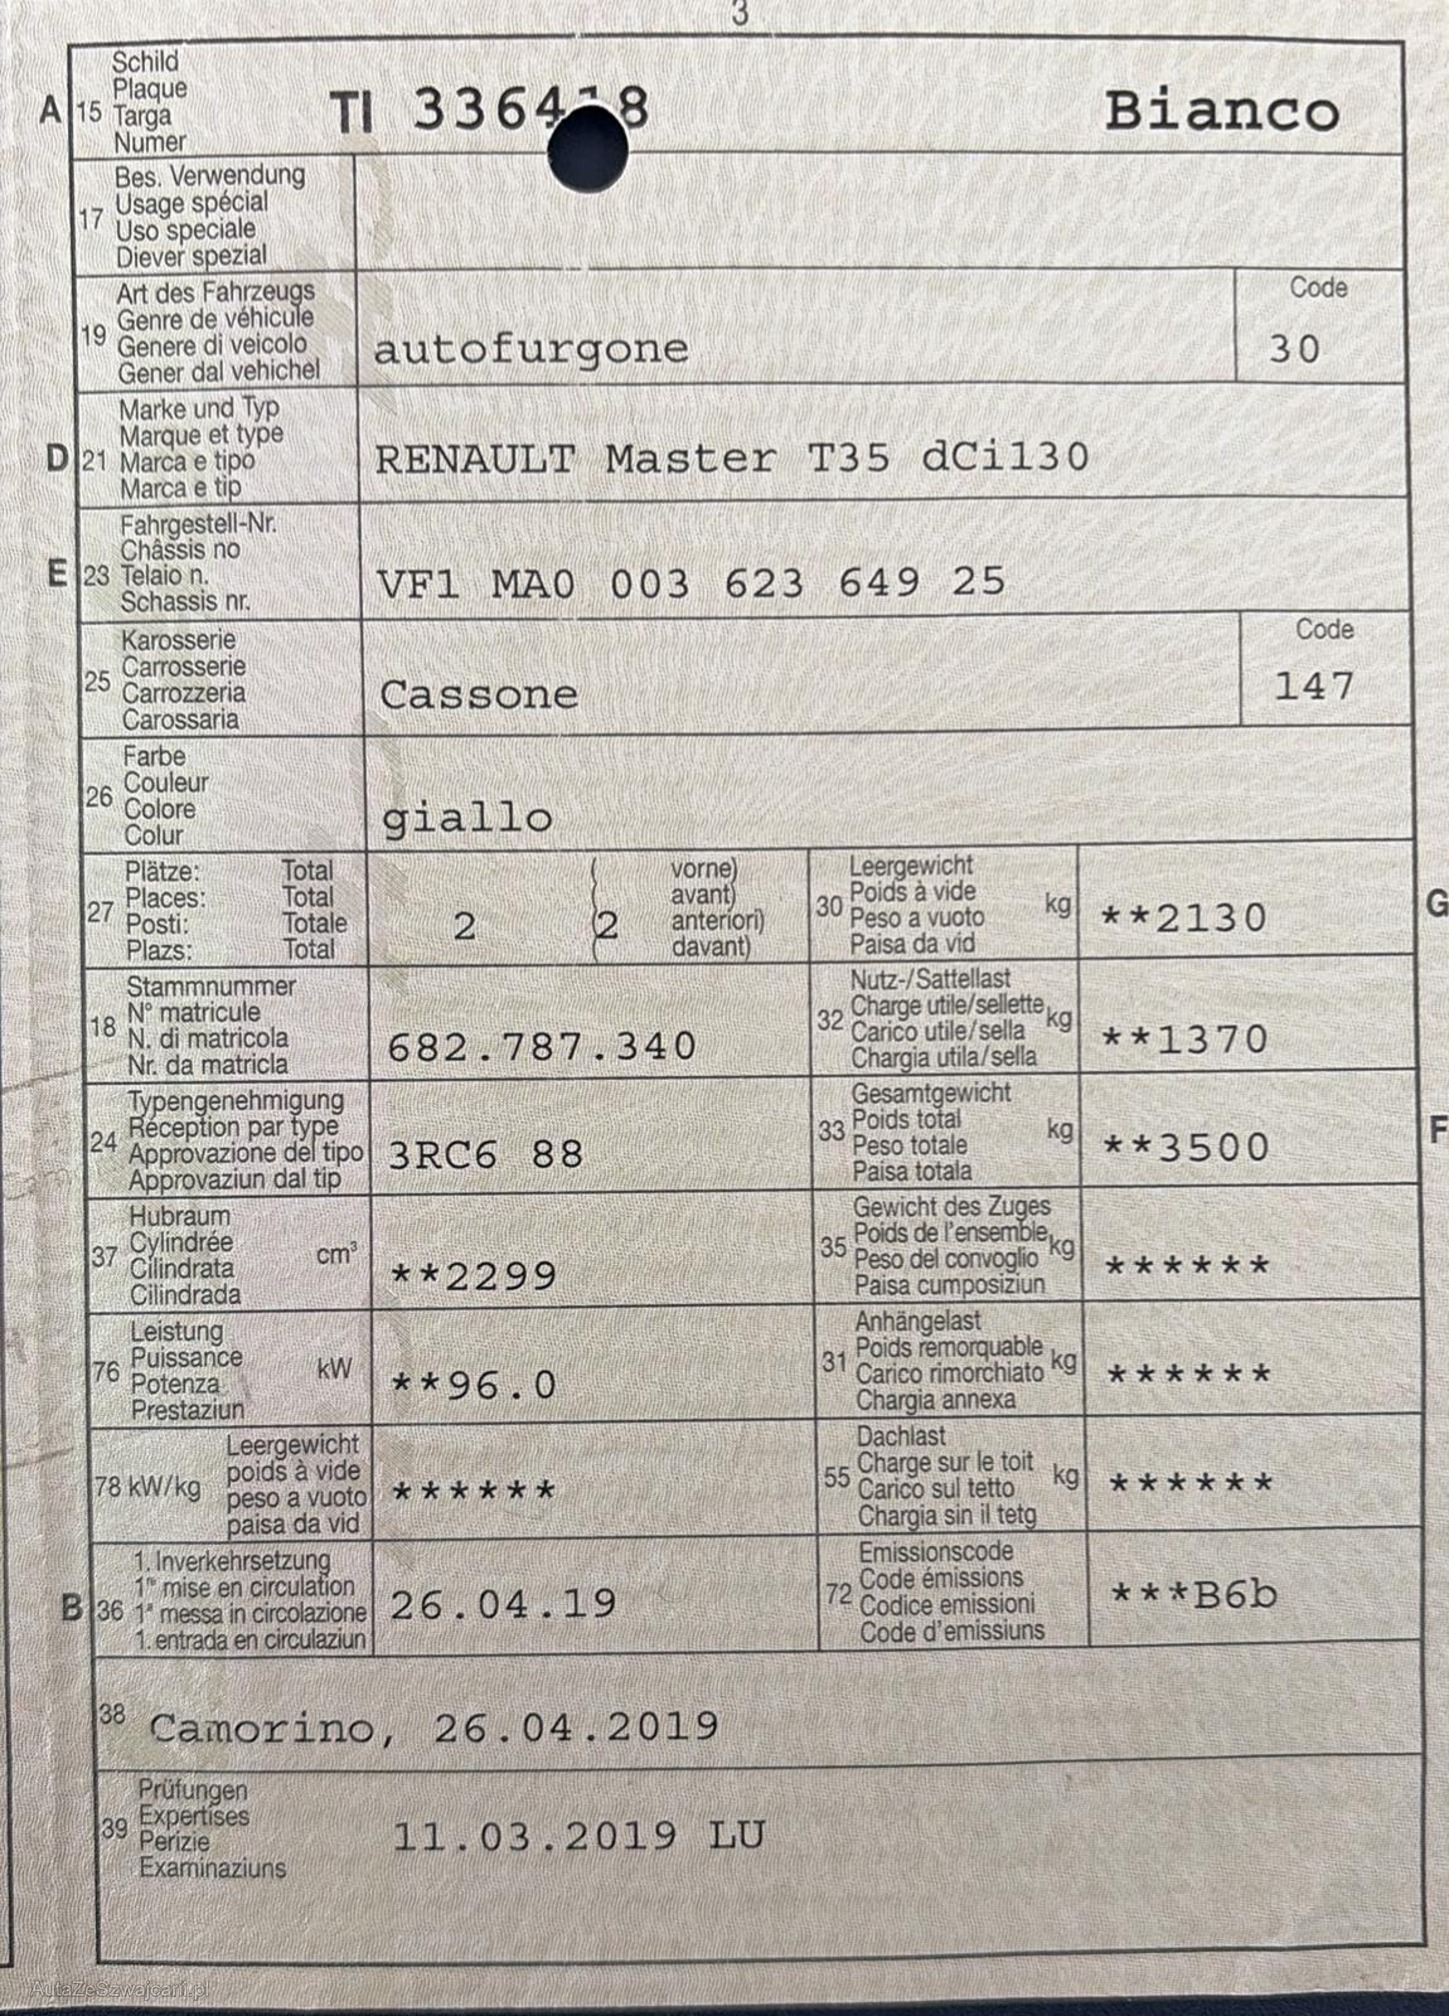 3
A 15 Schild
Plaque
Targa
Numer
TI 336418 Bianco
17 Bes. Verwendung
Usage spécial
Uso speciale
Diever spezial
19 Art des Fahrzeugs
Genre de véhicule
Genere di veicolo
Gener dal vehichel
autofurgone
Code
30
D 21 Marke und Typ
Marque et type
Marca e tipo
Marca e tip
RENAULT Master T35 dCi130
E 23 Fahrgestell-Nr.
Châssis no
Telaio n.
Schassis nr.
VF1 MA0 003 623 649 25
25 Karosserie
Carrosserie
Carrozzeria
Carossaria
Cassone
Code
147
26 Farbe
Couleur
Colore
Colur
giallo
27 Plätze: Total
Places: Total
Posti: Totale
Plazs: Total
2 (2 vorne)
avant)
anteriori)
davant)
30 Leergewicht
Poids à vide
Peso a vuoto
Paisa da vid
kg **2130 G
18 Stammnummer
N° matricule
N. di matricola
Nr. da matricla
682.787.340
32 Nutz-/Sattellast
Charge utile/sellette
Carico utile/sella
Chargia utila/sella
kg **1370
24 Typengenehmigung
Réception par type
Approvazione del tipo
Approvaziun dal tip
3RC6 88
33 Gesamtgewicht
Poids total
Peso totale
Paisa totala
kg **3500 F
37 Hubraum
Cylindrée
Cilindrata
Cilindrada
cm³ **2299
35 Gewicht des Zuges
Poids de l'ensemble
Peso del convoglio
Paisa cumposiziun
kg ******
76 Leistung
Puissance
Potenza
Prestaziun
kW **96.0
31 Anhängelast
Poids remorquable
Carico rimorchiato
Chargia annexa
kg ******
78 kW/kg Leergewicht
poids à vide
peso a vuoto
paisa da vid
******
55 Dachlast
Charge sur le toit
Carico sul tetto
Chargia sin il tetg
kg ******
B 36 1. Inverkehrsetzung
1re mise en circulation
1a messa in circolazione
1. entrada en circulaziun
26.04.19
72 Emissionscode
Code émissions
Codice emissioni
Code d'emissiuns
***B6b
38 Camorino, 26.04.2019
39 Prüfungen
Expertises
Perizie
Examinaziuns
11.03.2019 LU
AutaZeSzwajcarii.pl